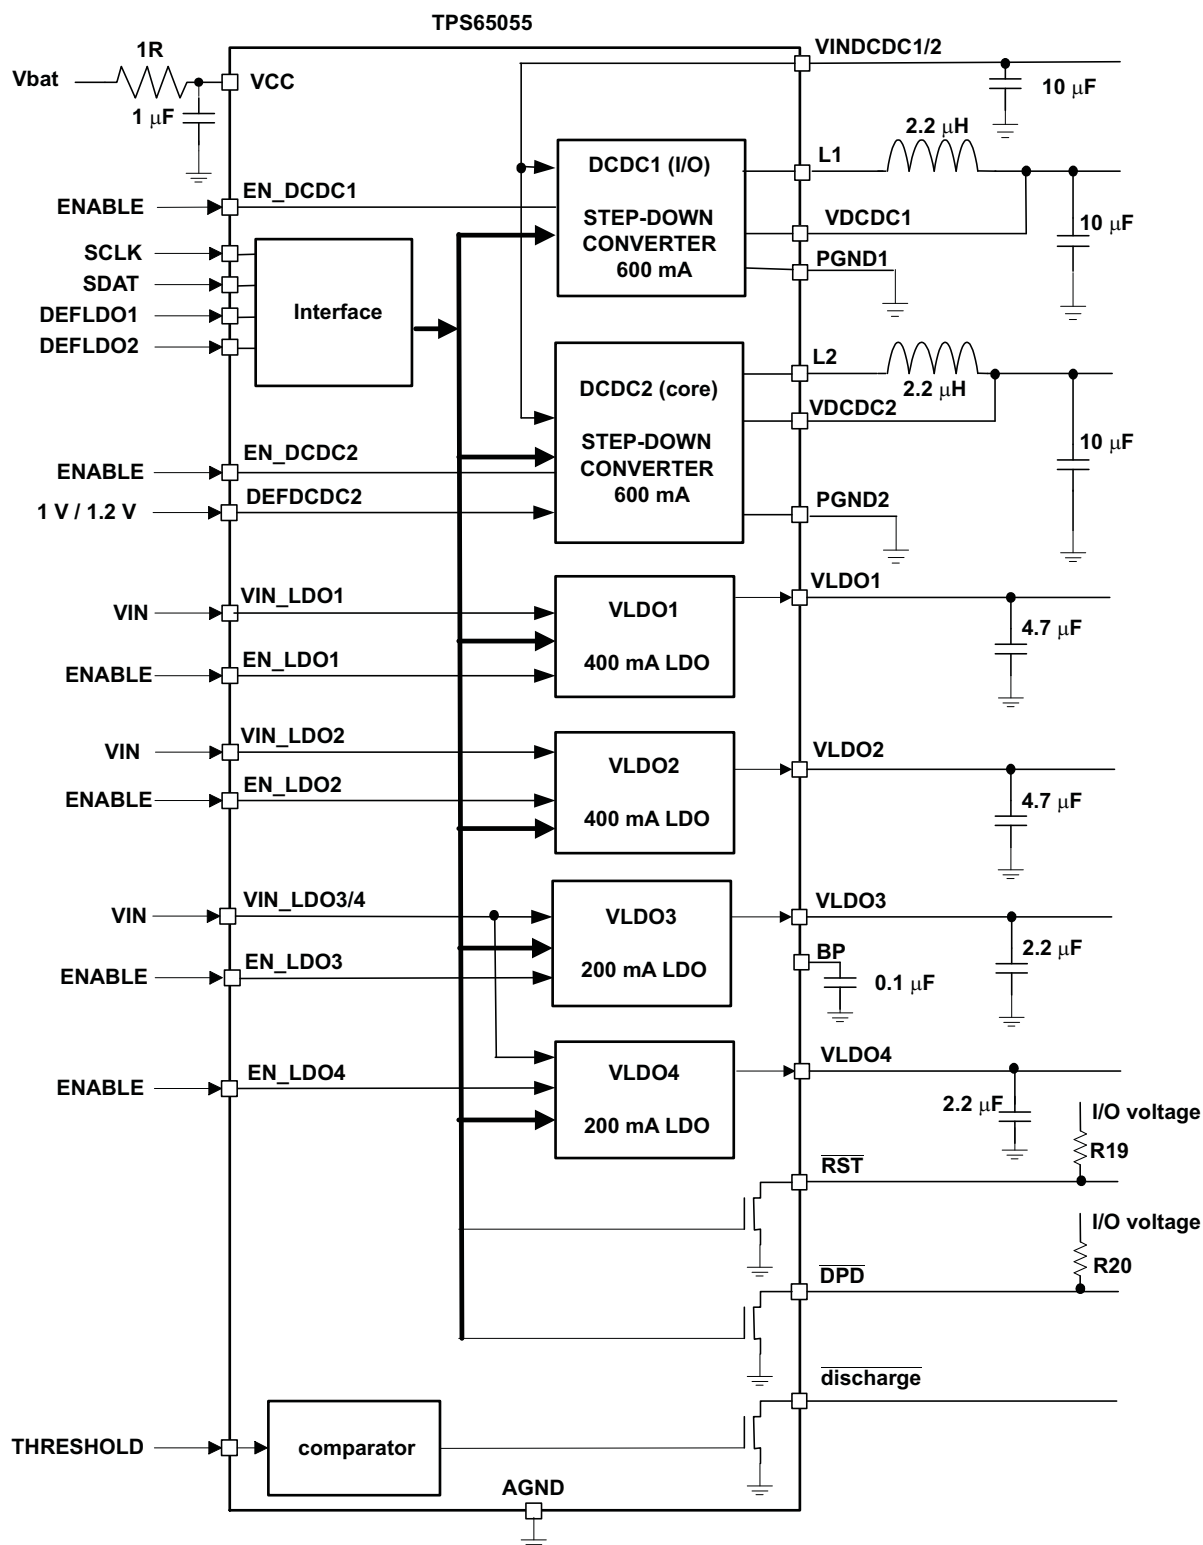 TPS65055
1R
Vbat
VCC
1 μF
VINDCDC1/2
10 μF
2.2 μH
DCDC1 (I/O)
STEP-DOWN
CONVERTER
600 mA
L1
VDCDC1
10 μF
PGND1
ENABLE
EN_DCDC1
SCLK
SDAT
DEFLDO1
DEFLDO2
Interface
L2
2.2 μH
DCDC2 (core)
STEP-DOWN
CONVERTER
600 mA
VDCDC2
10 μF
PGND2
ENABLE
EN_DCDC2
1 V / 1.2 V
DEFDCDC2
VIN
VIN_LDO1
VLDO1
400 mA LDO
VLDO1
4.7 μF
ENABLE
EN_LDO1
VIN
VIN_LDO2
VLDO2
400 mA LDO
VLDO2
4.7 μF
ENABLE
EN_LDO2
VIN
VIN_LDO3/4
VLDO3
200 mA LDO
VLDO3
2.2 μF
BP
0.1 μF
ENABLE
EN_LDO3
VLDO4
200 mA LDO
VLDO4
2.2 μF
ENABLE
EN_LDO4
I/O voltage
R19
RST
I/O voltage
R20
DPD
discharge
THRESHOLD
comparator
AGND